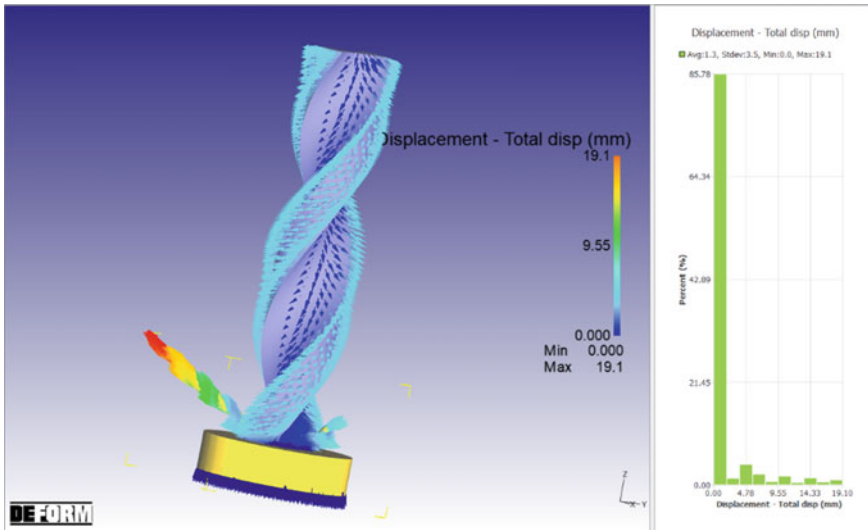 Displacement - Total disp (mm)
19.1
9.55
0.000
Min 0.000
Max 19.1
Z
X-Y
DEFORM
Displacement - Total disp (mm)
Avg:1.3, Stdev:3.5, Min:0.0, Max:19.1
85.78
64.34
42.89
21.45
0.00
Percent (%)
0.00 4.78 9.55 14.33 19.10
Displacement - Total disp (mm)